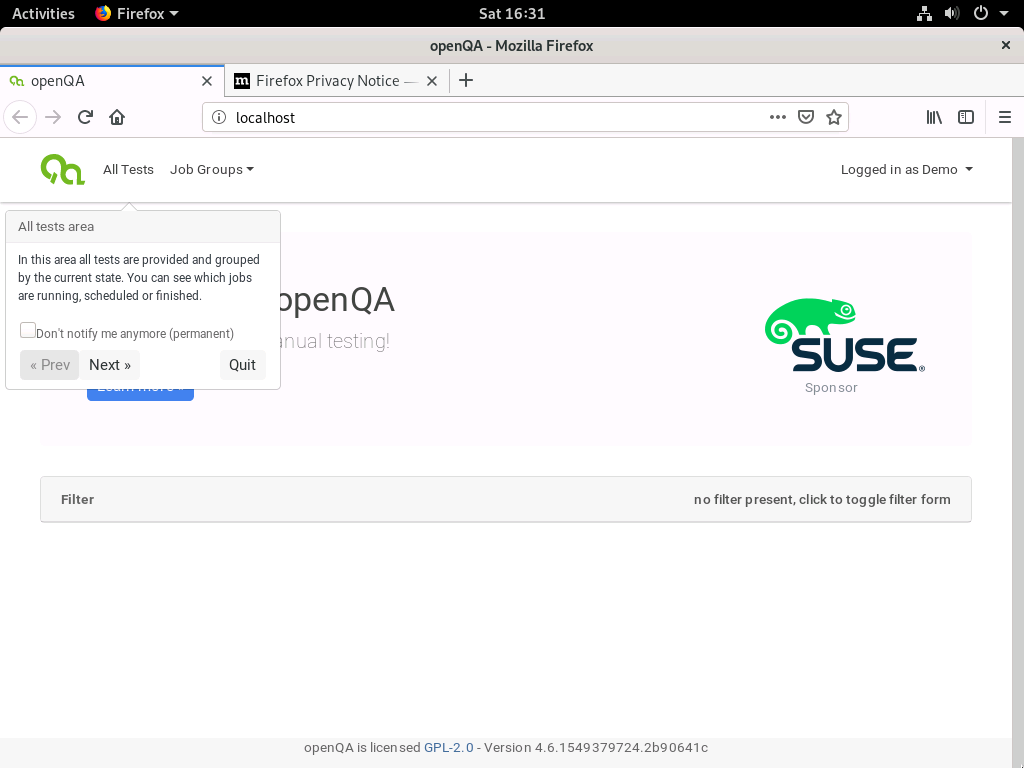 Activities Firefox Sat 16:31
openQA - Mozilla Firefox
openQA Firefox Privacy Notice —
localhost
All Tests Job Groups Logged in as Demo
All tests area
In this area all tests are provided and grouped
by the current state. You can see which jobs
are running, scheduled or finished.
Don't notify me anymore (permanent)
« Prev Next » Quit
openQA
anual testing!
SUSE
Sponsor
Filter no filter present, click to toggle filter form
openQA is licensed GPL-2.0 - Version 4.6.1549379724.2b90641c